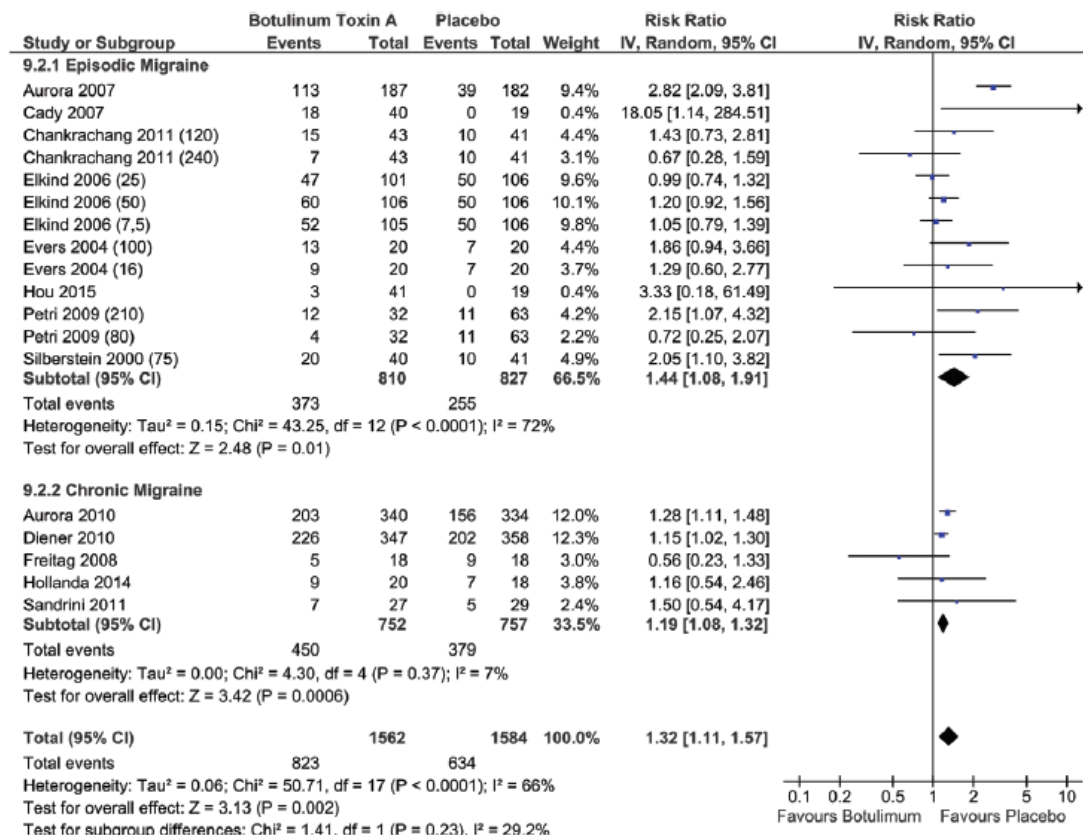 Botulinum Toxin A Placebo Risk Ratio Risk Ratio
Study or Subgroup Events Total Events Total Weight IV, Random, 95% CI IV, Random, 95% CI
9.2.1 Episodic Migraine
Aurora 2007 113 187 39 182 9.4% 2.82 [2.09, 3.81]
Cady 2007 18 40 0 19 0.4% 18.05 [1.14, 284.51]
Chankrachang 2011 (120) 15 43 10 41 4.4% 1.43 [0.73, 2.81]
Chankrachang 2011 (240) 7 43 10 41 3.1% 0.67 [0.28, 1.59]
Elkind 2006 (25) 47 101 50 106 9.6% 0.99 [0.74, 1.32]
Elkind 2006 (50) 60 106 50 106 10.1% 1.20 [0.92, 1.56]
Elkind 2006 (7,5) 52 105 50 106 9.8% 1.05 [0.79, 1.39]
Evers 2004 (100) 13 20 7 20 4.4% 1.86 [0.94, 3.66]
Evers 2004 (16) 9 20 7 20 3.7% 1.29 [0.60, 2.77]
Hou 2015 3 41 0 19 0.4% 3.33 [0.18, 61.49]
Petri 2009 (210) 12 32 11 63 4.2% 2.15 [1.07, 4.32]
Petri 2009 (80) 4 32 11 63 2.2% 0.72 [0.25, 2.07]
Silberstein 2000 (75) 20 40 10 41 4.9% 2.05 [1.10, 3.82]
Subtotal (95% CI) 810 827 66.5% 1.44 [1.08, 1.91]
Total events 373 255
Heterogeneity: Tau² = 0.15; Chi² = 43.25, df = 12 (P < 0.0001); I² = 72%
Test for overall effect: Z = 2.48 (P = 0.01)
9.2.2 Chronic Migraine
Aurora 2010 203 340 156 334 12.0% 1.28 [1.11, 1.48]
Diener 2010 226 347 202 358 12.3% 1.15 [1.02, 1.30]
Freitag 2008 5 18 9 18 3.0% 0.56 [0.23, 1.33]
Hollanda 2014 9 20 7 18 3.8% 1.16 [0.54, 2.46]
Sandrini 2011 7 27 5 29 2.4% 1.50 [0.54, 4.17]
Subtotal (95% CI) 752 757 33.5% 1.19 [1.08, 1.32]
Total events 450 379
Heterogeneity: Tau² = 0.00; Chi² = 4.30, df = 4 (P = 0.37); I² = 7%
Test for overall effect: Z = 3.42 (P = 0.0006)
Total (95% CI) 1562 1584 100.0% 1.32 [1.11, 1.57]
Total events 823 634
Heterogeneity: Tau² = 0.06; Chi² = 50.71, df = 17 (P < 0.0001); I² = 66%
Test for overall effect: Z = 3.13 (P = 0.002)
Test for subgroup differences: Chi² = 1.41, df = 1 (P = 0.23), I² = 29.2%
0.1 0.2 0.5 1 2 5 10
Favours Botulimum Favours Placebo